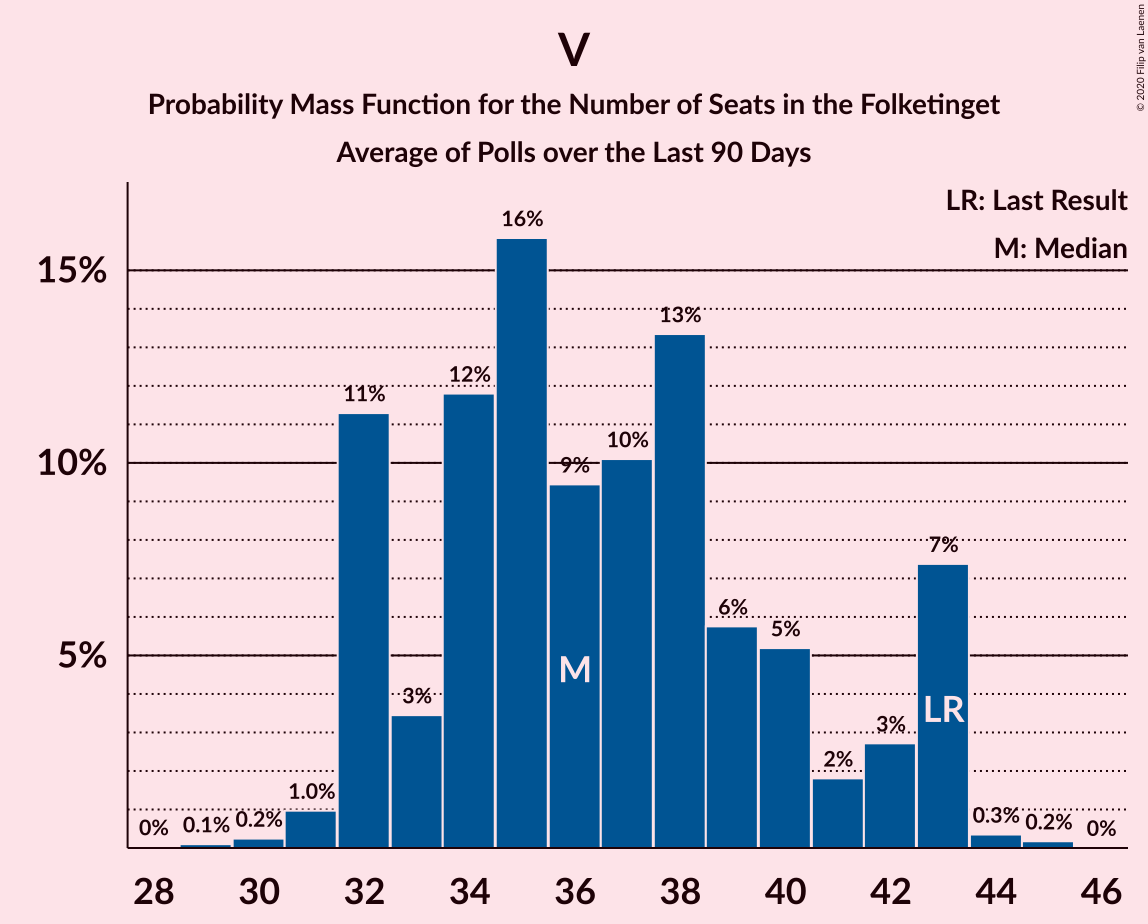 © 2020 Filip van Laenen
V
Probability Mass Function for the Number of Seats in the Folketinget
Average of Polls over the Last 90 Days
LR: Last Result
M: Median
15%
10%
5%
0%
0.1%
0.2%
1.0%
11%
3%
12%
16%
9%
10%
13%
6%
5%
2%
3%
7%
0.3%
0.2%
0%
M
LR
28 30 32 34 36 38 40 42 44 46